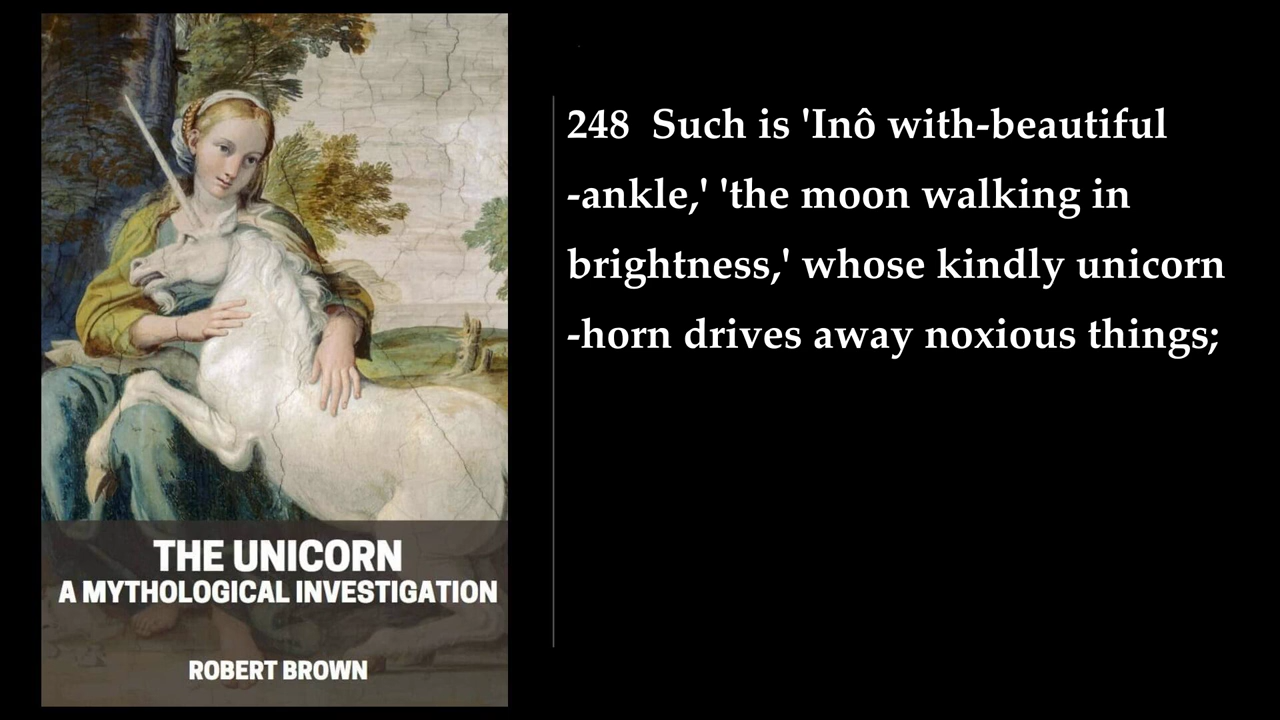 THE UNICORN
A MYTHOLOGICAL INVESTIGATION
ROBERT BROWN
248 Such is 'Inô with-beautiful
-ankle,' 'the moon walking in
brightness,' whose kindly unicorn
-horn drives away noxious things;